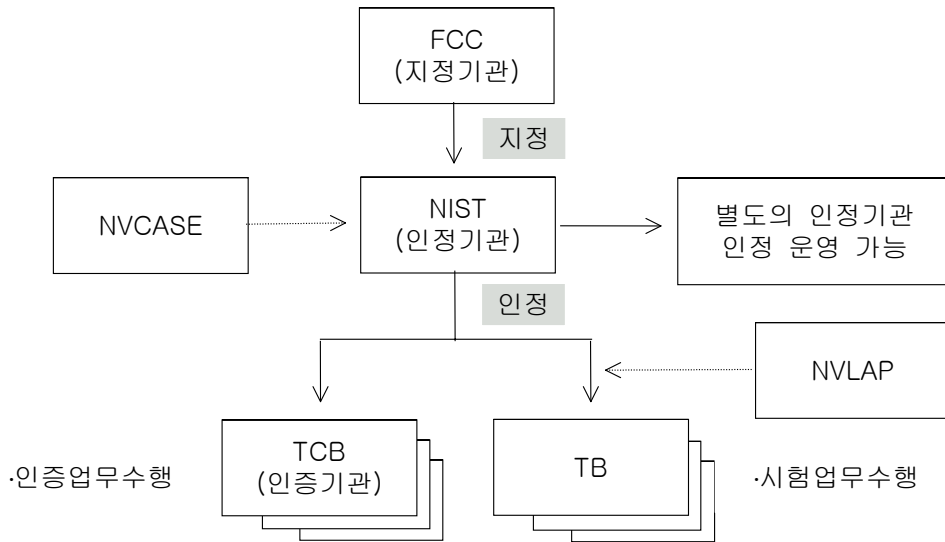 FCC
(지정기관)
지정
NVCASE
NIST
(인정기관)
별도의 인정기관
인정 운영 가능
인정
NVLAP
TCB
(인증기관)
TB
·인증업무수행
·시험업무수행